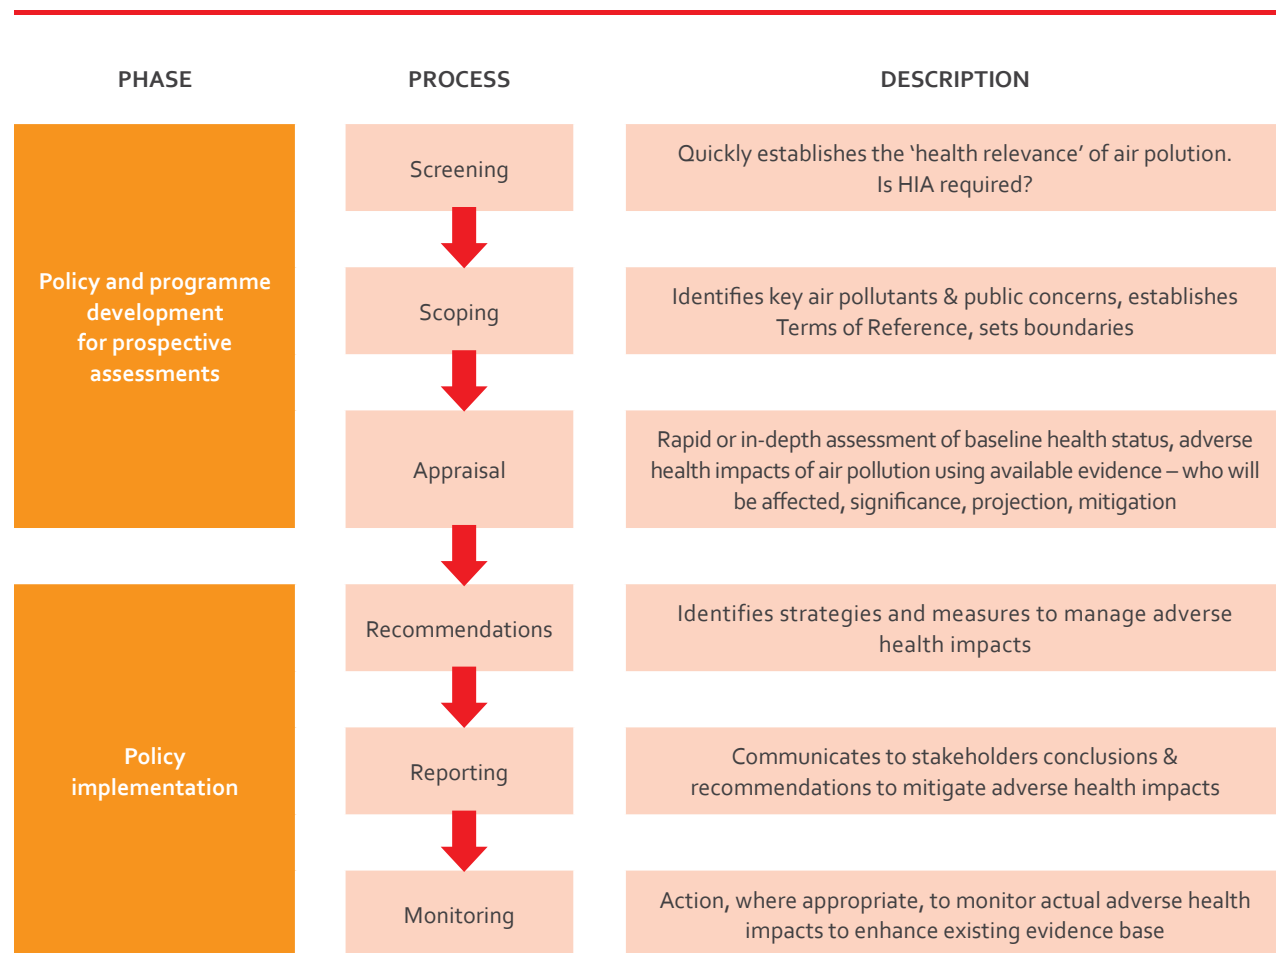 PHASE
PROCESS
DESCRIPTION
Policy and programme
development
for prospective
assessments
Screening
Quickly establishes the ‘health relevance’ of air polution.
Is HIA required?
Scoping
Identifies key air pollutants & public concerns, establishes
Terms of Reference, sets boundaries
Appraisal
Rapid or in-depth assessment of baseline health status, adverse
health impacts of air pollution using available evidence – who will
be affected, significance, projection, mitigation
Policy
implementation
Recommendations
Identifies strategies and measures to manage adverse
health impacts
Reporting
Communicates to stakeholders conclusions &
recommendations to mitigate adverse health impacts
Monitoring
Action, where appropriate, to monitor actual adverse health
impacts to enhance existing evidence base